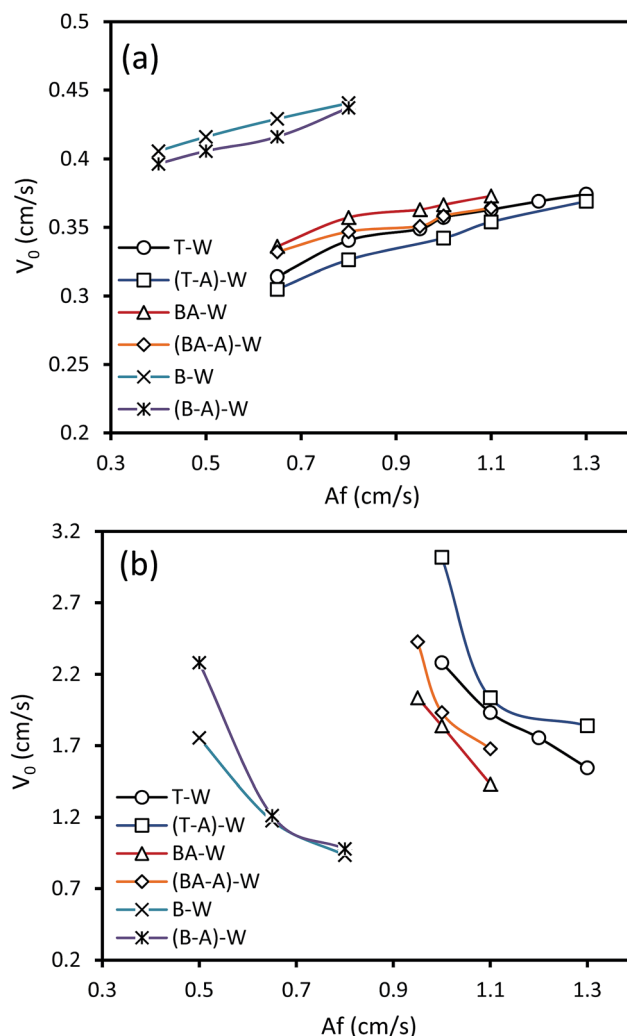 (a)
0.5
0.45
0.4
0.35
0.3
0.25
0.2
V₀ (cm/s)
T-W
(T-A)-W
BA-W
(BA-A)-W
B-W
(B-A)-W
0.3 0.5 0.7 0.9 1.1 1.3
Af (cm/s)
(b)
3.2
2.7
2.2
1.7
1.2
0.7
0.2
V₀ (cm/s)
T-W
(T-A)-W
BA-W
(BA-A)-W
B-W
(B-A)-W
0.3 0.5 0.7 0.9 1.1 1.3
Af (cm/s)